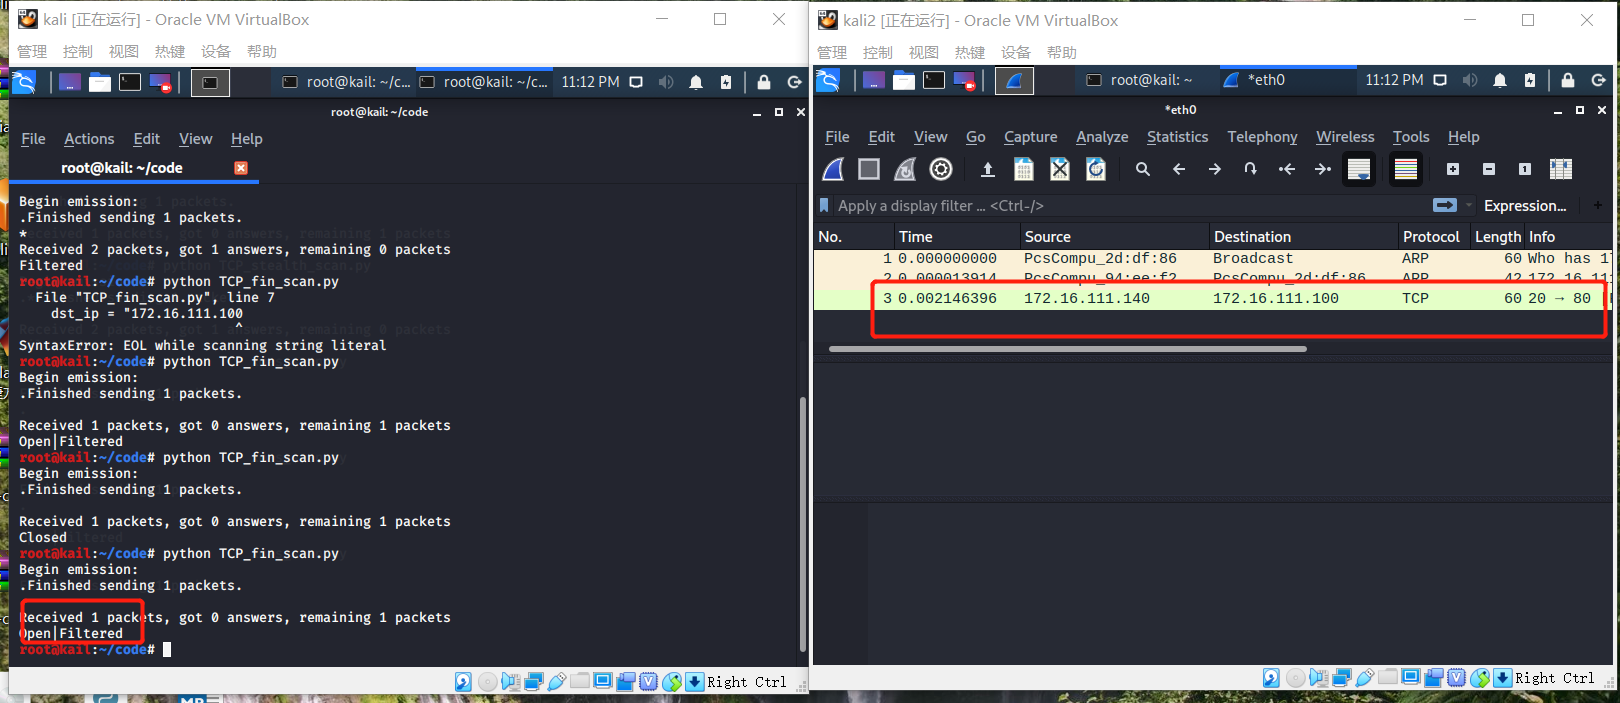 kali [正在运行] - Oracle VM VirtualBox
管理 控制 视图 热键 设备 帮助
root@kail: ~/c... root@kail: ~/c... 11:12 PM
root@kail: ~/code
File Actions Edit View Help
root@kail: ~/code
Begin emission:
.Finished sending 1 packets.
*
Received 2 packets, got 1 answers, remaining 0 packets
Filtered
root@kail:~/code# python TCP_fin_scan.py
File "TCP_fin_scan.py", line 7
dst_ip = "172.16.111.100
^
SyntaxError: EOL while scanning string literal
root@kail:~/code# python TCP_fin_scan.py
Begin emission:
.Finished sending 1 packets.
Received 1 packets, got 0 answers, remaining 1 packets
Open|Filtered
root@kail:~/code# python TCP_fin_scan.py
Begin emission:
.Finished sending 1 packets.
Received 1 packets, got 0 answers, remaining 1 packets
Closed
root@kail:~/code# python TCP_fin_scan.py
Begin emission:
.Finished sending 1 packets.
Received 1 packets, got 0 answers, remaining 1 packets
Open|Filtered
root@kail:~/code#
Right Ctrl
kali2 [正在运行] - Oracle VM VirtualBox
管理 控制 视图 热键 设备 帮助
root@kail: ~ *eth0 11:12 PM
*eth0
File Edit View Go Capture Analyze Statistics Telephony Wireless Tools Help
Apply a display filter ... <Ctrl-/> Expression... +
No. Time Source Destination Protocol Length Info
1 0.000000000 PcsCompu_2d:df:86 Broadcast ARP 60 Who has 1
2 0.000013914 PcsCompu_94:ee:f2 PcsCompu_2d:df:86 ARP 42 172.16.11
3 0.002146396 172.16.111.140 172.16.111.100 TCP 60 20 → 80 [
Right Ctrl